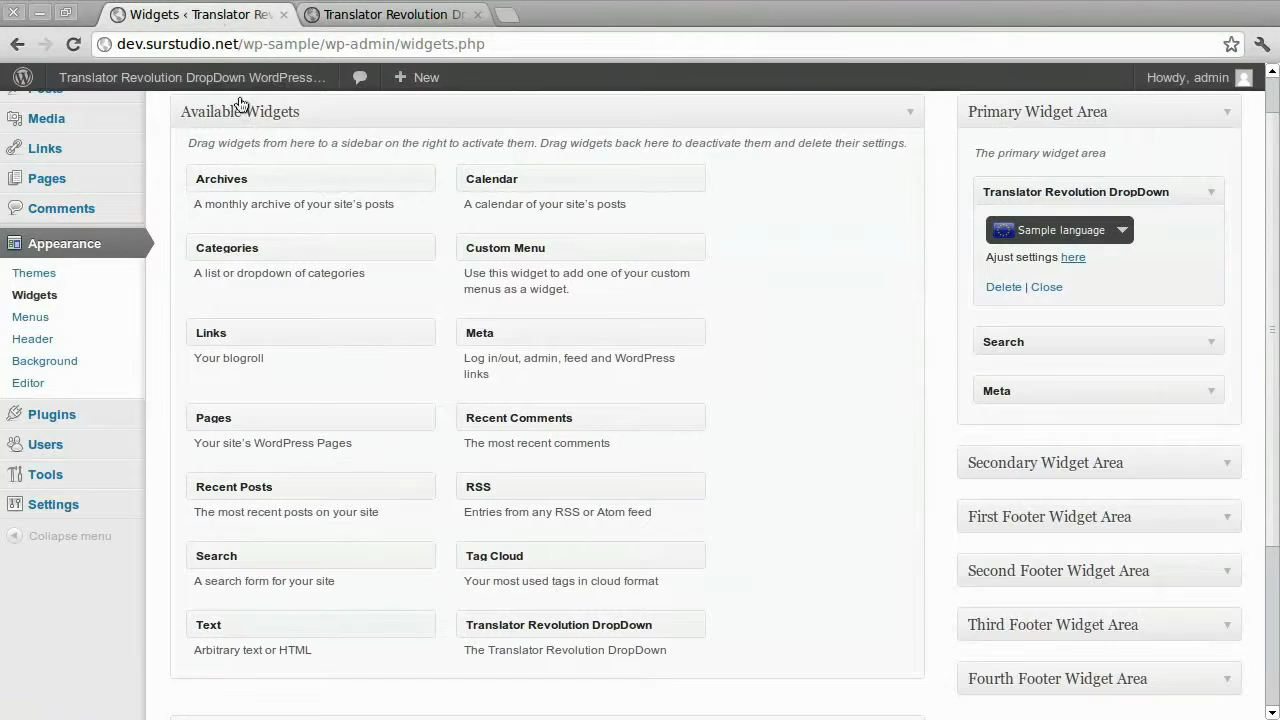 Widgets ‹ Translator Rev
Translator Revolution Dr
dev.surstudio.net/wp-sample/wp-admin/widgets.php
Translator Revolution DropDown WordPress…
New
Howdy, admin
Media
Links
Pages
Comments
Appearance
Themes
Widgets
Menus
Header
Background
Editor
Plugins
Users
Tools
Settings
Collapse menu
Available Widgets
Drag widgets from here to a sidebar on the right to activate them. Drag widgets back here to deactivate them and delete their settings.
Archives
A monthly archive of your site's posts
Calendar
A calendar of your site's posts
Categories
A list or dropdown of categories
Custom Menu
Use this widget to add one of your custom
menus as a widget.
Links
Your blogroll
Meta
Log in/out, admin, feed and WordPress
links
Pages
Your site's WordPress Pages
Recent Comments
The most recent comments
Recent Posts
The most recent posts on your site
RSS
Entries from any RSS or Atom feed
Search
A search form for your site
Tag Cloud
Your most used tags in cloud format
Text
Arbitrary text or HTML
Translator Revolution DropDown
The Translator Revolution DropDown
Primary Widget Area
The primary widget area
Translator Revolution DropDown
Sample language
Ajust settings here
Delete | Close
Search
Meta
Secondary Widget Area
First Footer Widget Area
Second Footer Widget Area
Third Footer Widget Area
Fourth Footer Widget Area